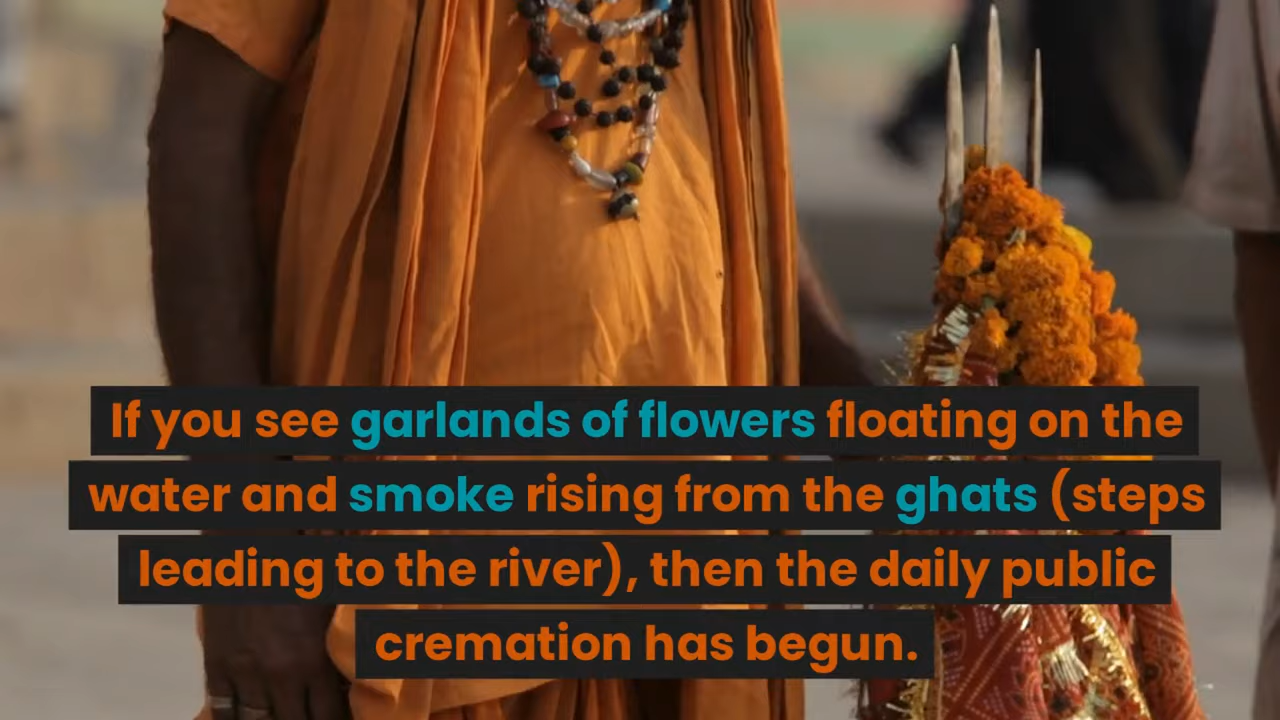 If you see garlands of flowers floating on the
water and smoke rising from the ghats (steps
leading to the river), then the daily public
cremation has begun.